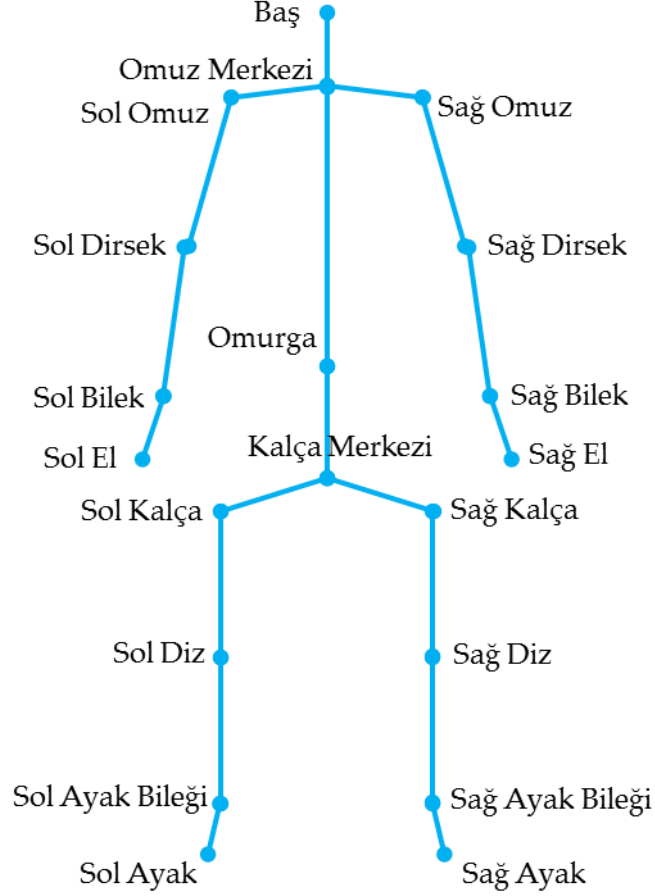 Baş
Omuz Merkezi
Sol Omuz
Sağ Omuz
Sol Dirsek
Sağ Dirsek
Omurga
Sol Bilek
Sağ Bilek
Kalça Merkezi
Sol El
Sağ El
Sol Kalça
Sağ Kalça
Sol Diz
Sağ Diz
Sol Ayak Bileği
Sağ Ayak Bileği
Sol Ayak
Sağ Ayak